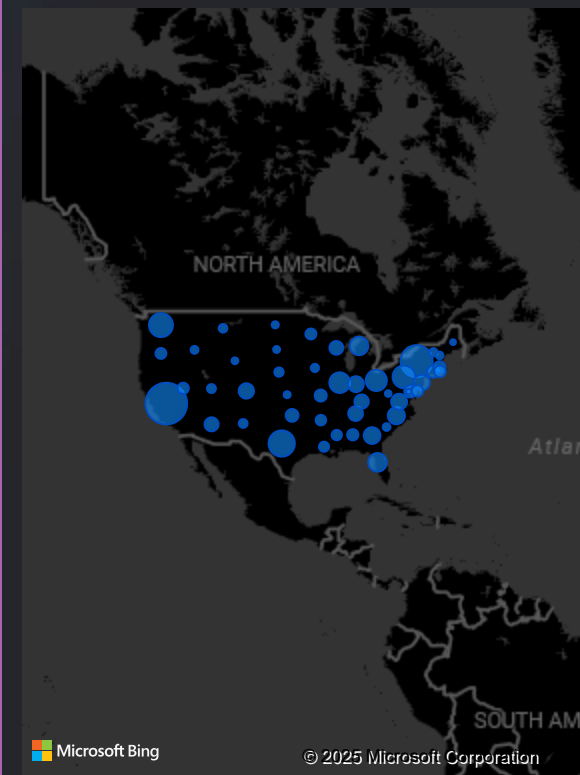 NORTH AMERICA
Atlan
SOUTH AM
Microsoft Bing
© 2025 Microsoft Corporation